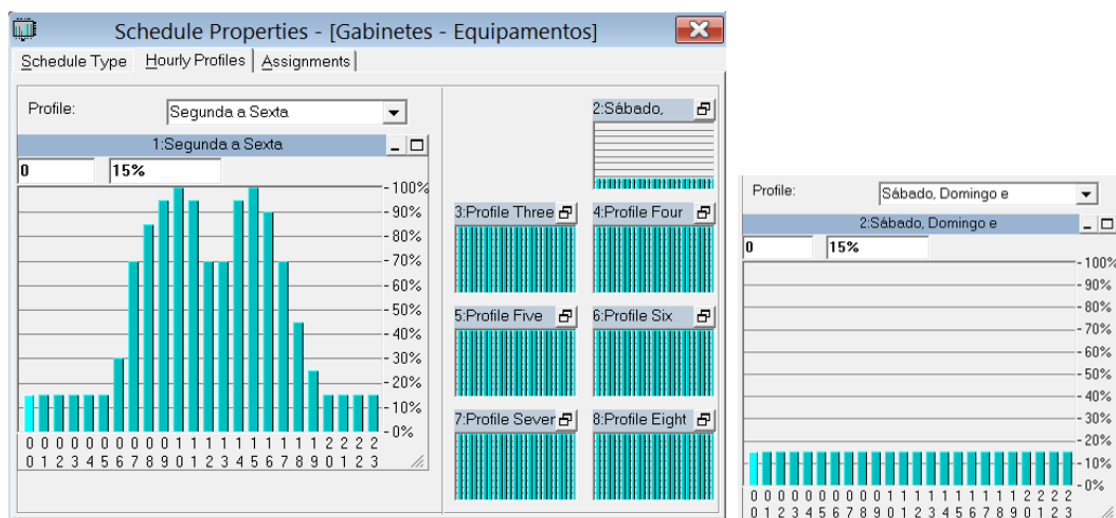 Schedule Properties - [Gabinetes - Equipamentos]
Schedule Type Hourly Profiles Assignments
Profile: Segunda a Sexta
1:Segunda a Sexta
0 15%
100%
90%
80%
70%
60%
50%
40%
30%
20%
10%
0%
0 0 0 0 0 0 0 0 0 0 1 1 1 1 1 1 1 1 1 1 2 2 2 2
0 1 2 3 4 5 6 7 8 9 0 1 2 3 4 5 6 7 8 9 0 1 2 3
2:Sábado,
3:Profile Three 4:Profile Four
5:Profile Five 6:Profile Six
7:Profile Sever 8:Profile Eight
Profile: Sábado, Domingo e
2:Sábado, Domingo e
0 15%
100%
90%
80%
70%
60%
50%
40%
30%
20%
10%
0%
0 0 0 0 0 0 0 0 0 0 1 1 1 1 1 1 1 1 1 1 2 2 2 2
0 1 2 3 4 5 6 7 8 9 0 1 2 3 4 5 6 7 8 9 0 1 2 3